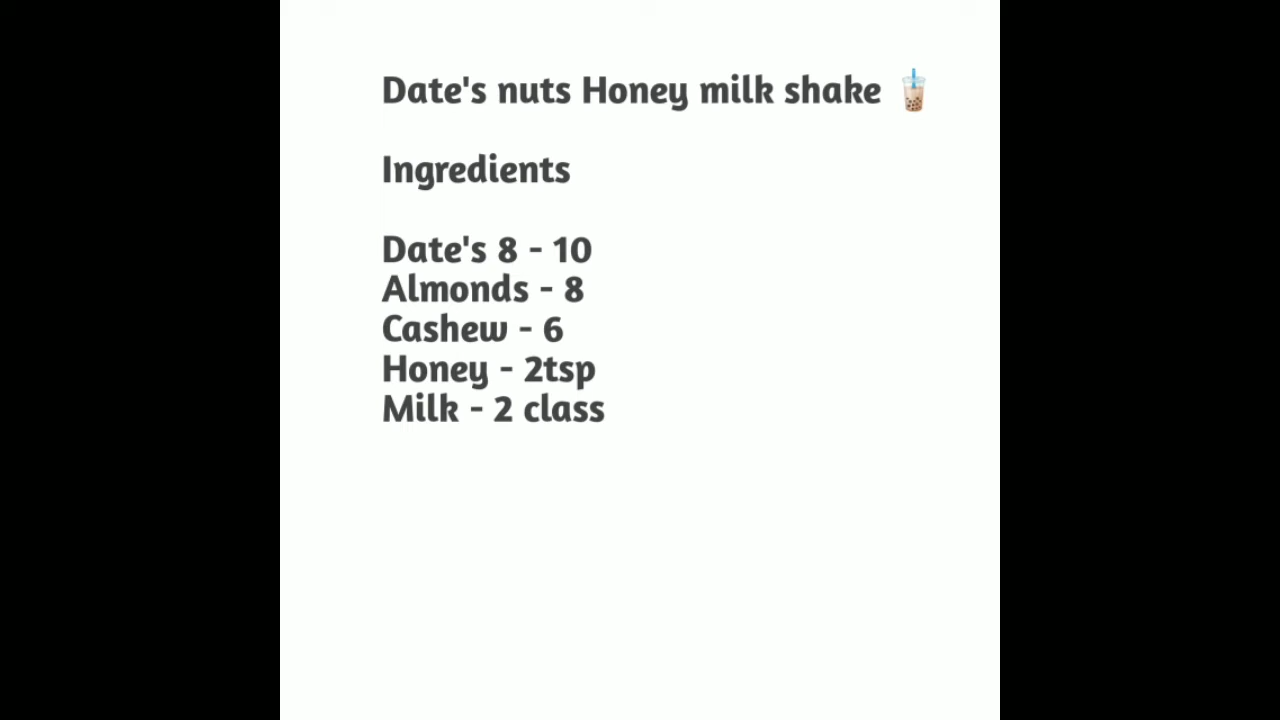 Date's nuts Honey milk shake 🧋
Ingredients
Date's 8 - 10
Almonds - 8
Cashew - 6
Honey - 2tsp
Milk - 2 class